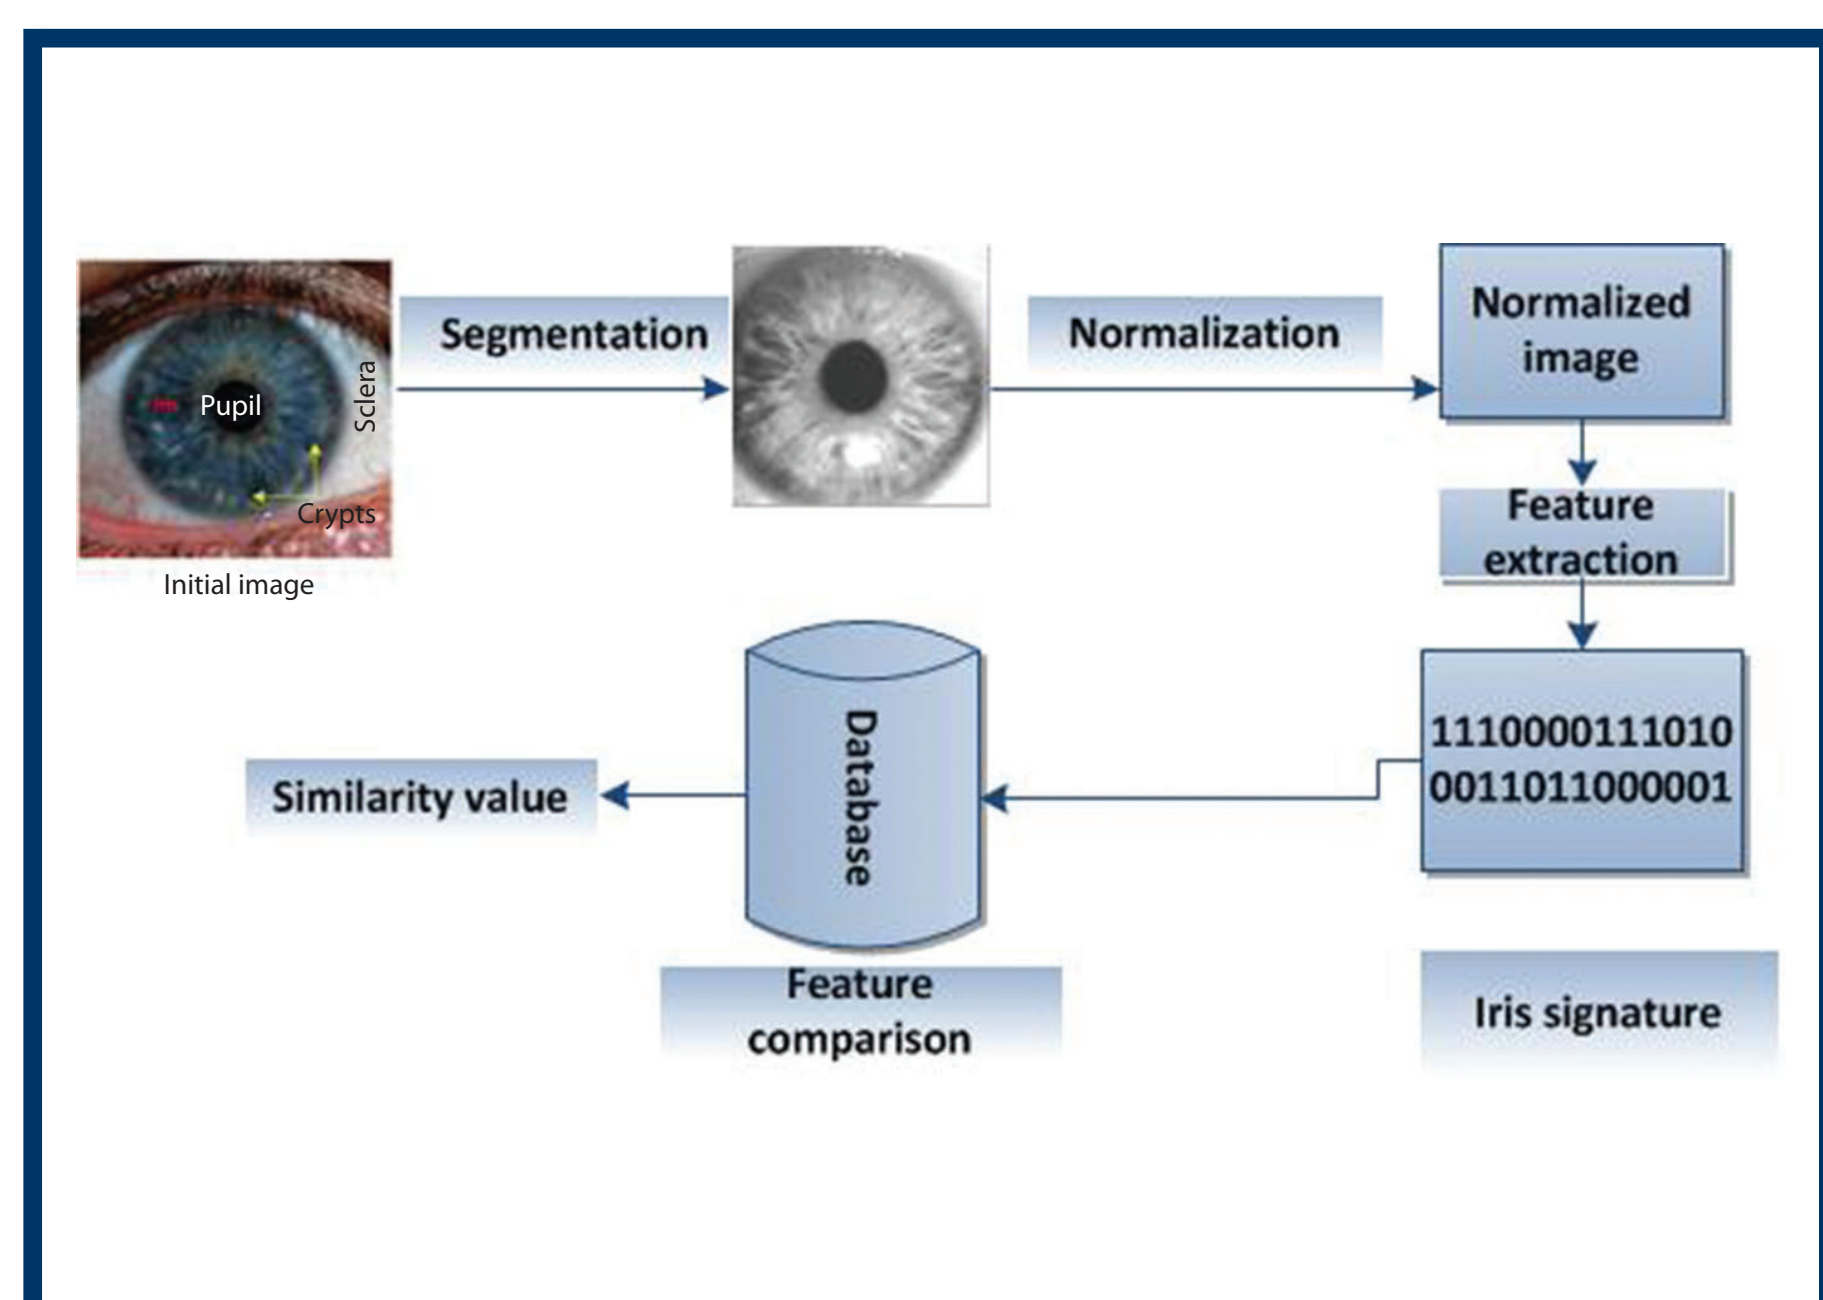 Segmentation
Normalization
Normalized
image
Pupil
Sclera
Crypts
Initial image
Feature
extraction
1110000111010
0011011000001
Iris signature
Database
Feature
comparison
Similarity value